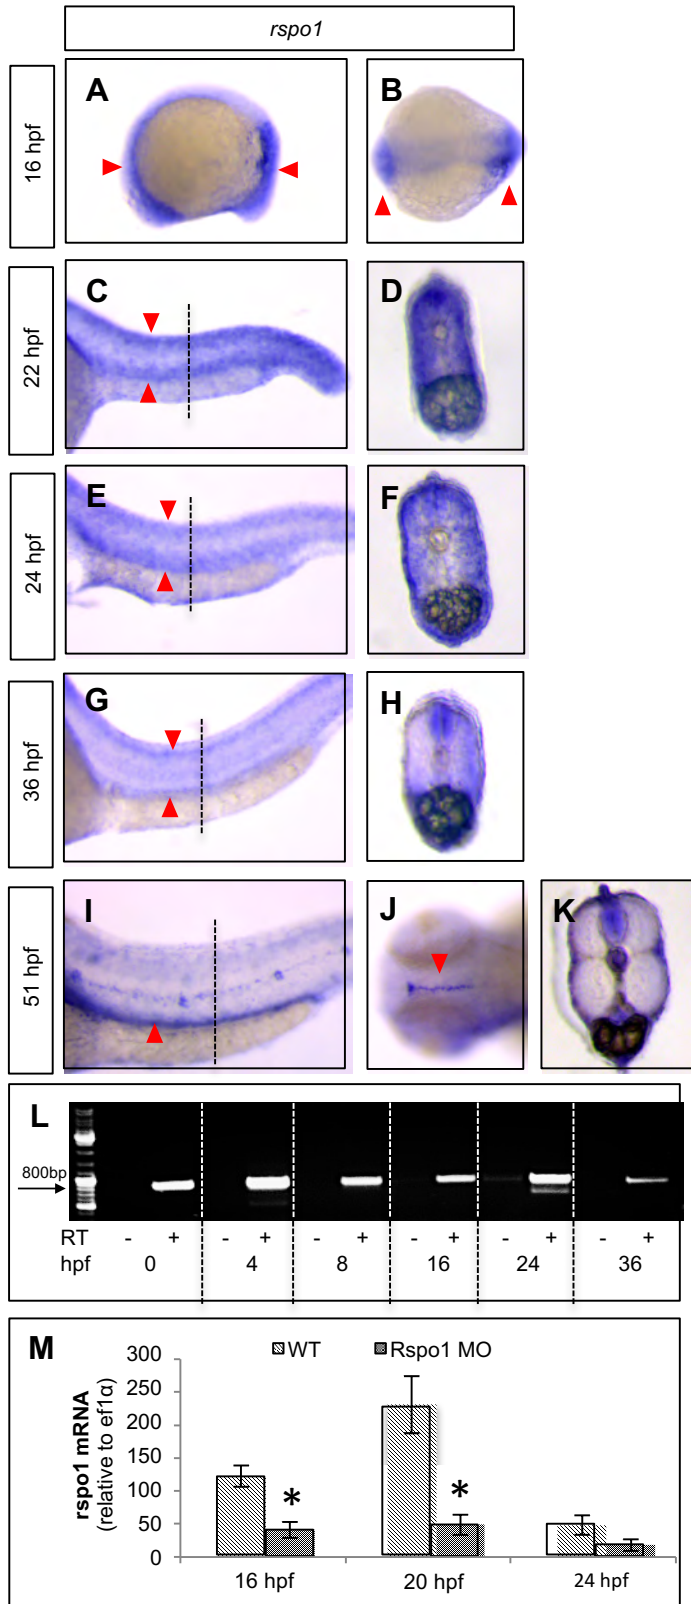 rspo1
16 hpf
A
B
22 hpf
C
D
24 hpf
E
F
36 hpf
G
H
51 hpf
I
J
K
L
800bp
RT - + - + - + - + - + - +
hpf 0 4 8 16 24 36
M
WT Rspo1 MO
rspo1 mRNA
(relative to ef1α)
300
250
200
150
100
50
0
*
*
16 hpf 20 hpf 24 hpf